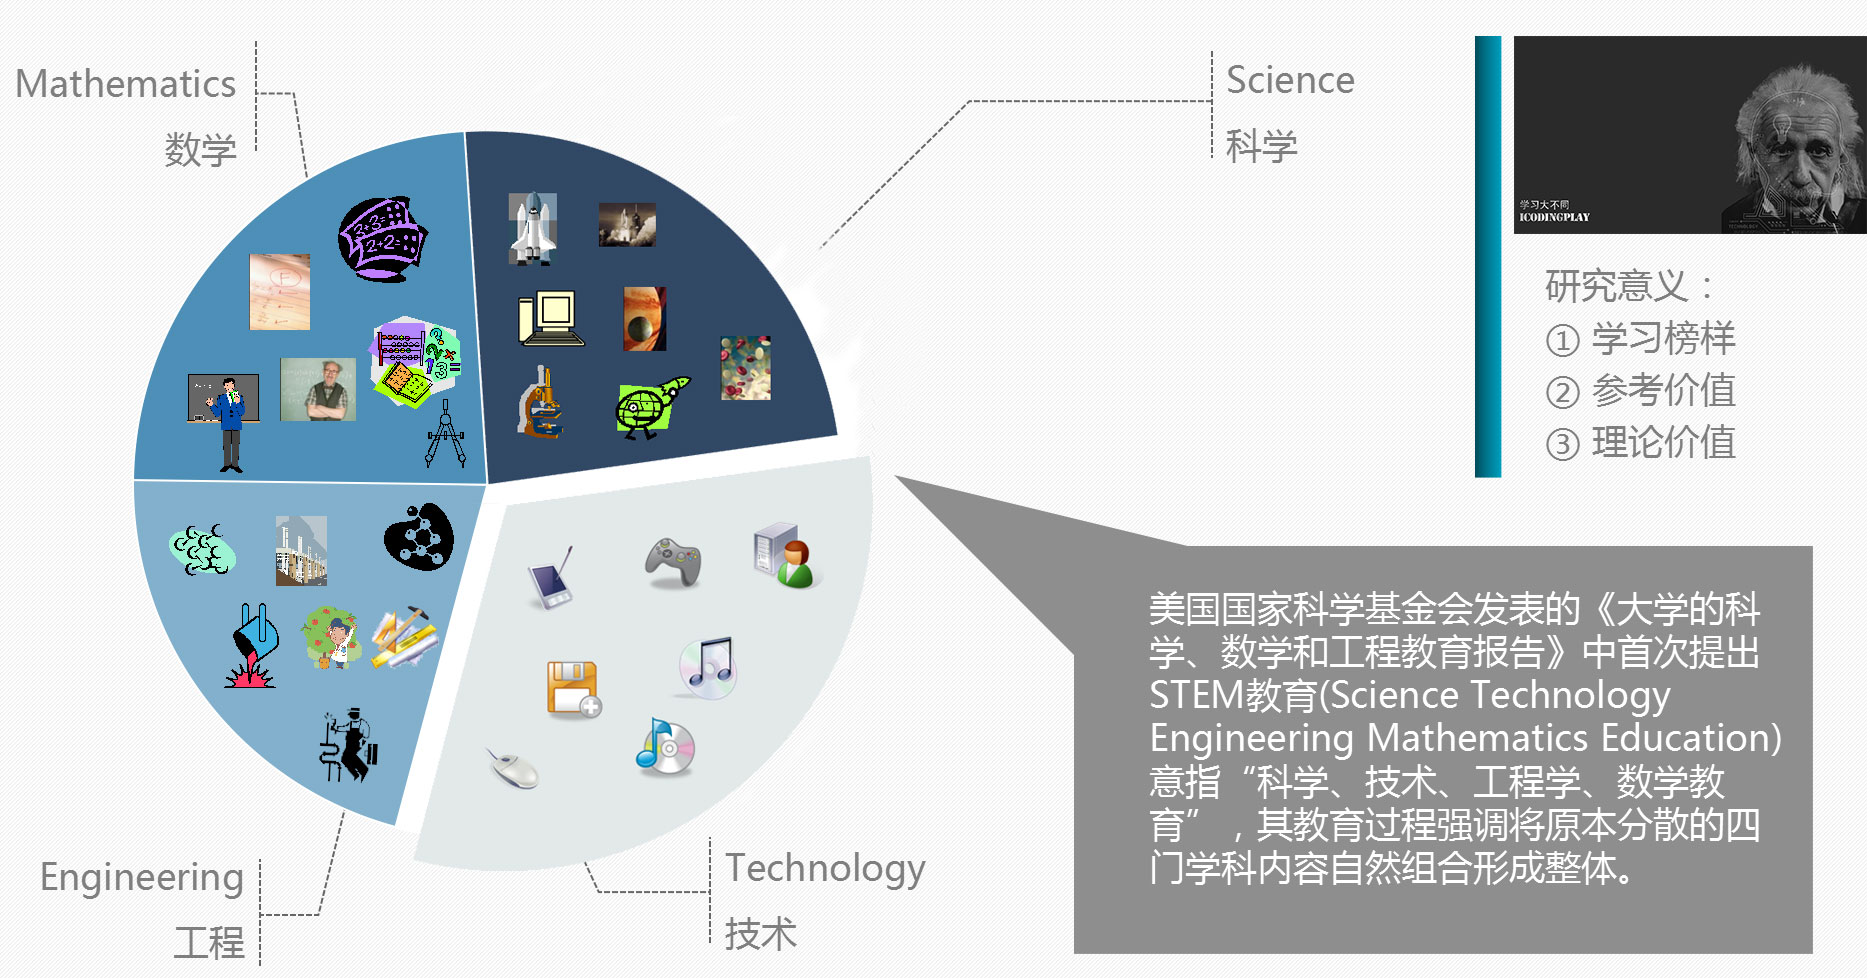 Mathematics
数学
Science
科学
学习大不同
ICODINGPLAY
研究意义：
① 学习榜样
② 参考价值
③ 理论价值
3+3=
2+2=
F
美国国家科学基金会发表的《大学的科
学、数学和工程教育报告》中首次提出
STEM教育(Science Technology
Engineering Mathematics Education)
意指“科学、技术、工程学、数学教
育”，其教育过程强调将原本分散的四
门学科内容自然组合形成整体。
Engineering
工程
Technology
技术